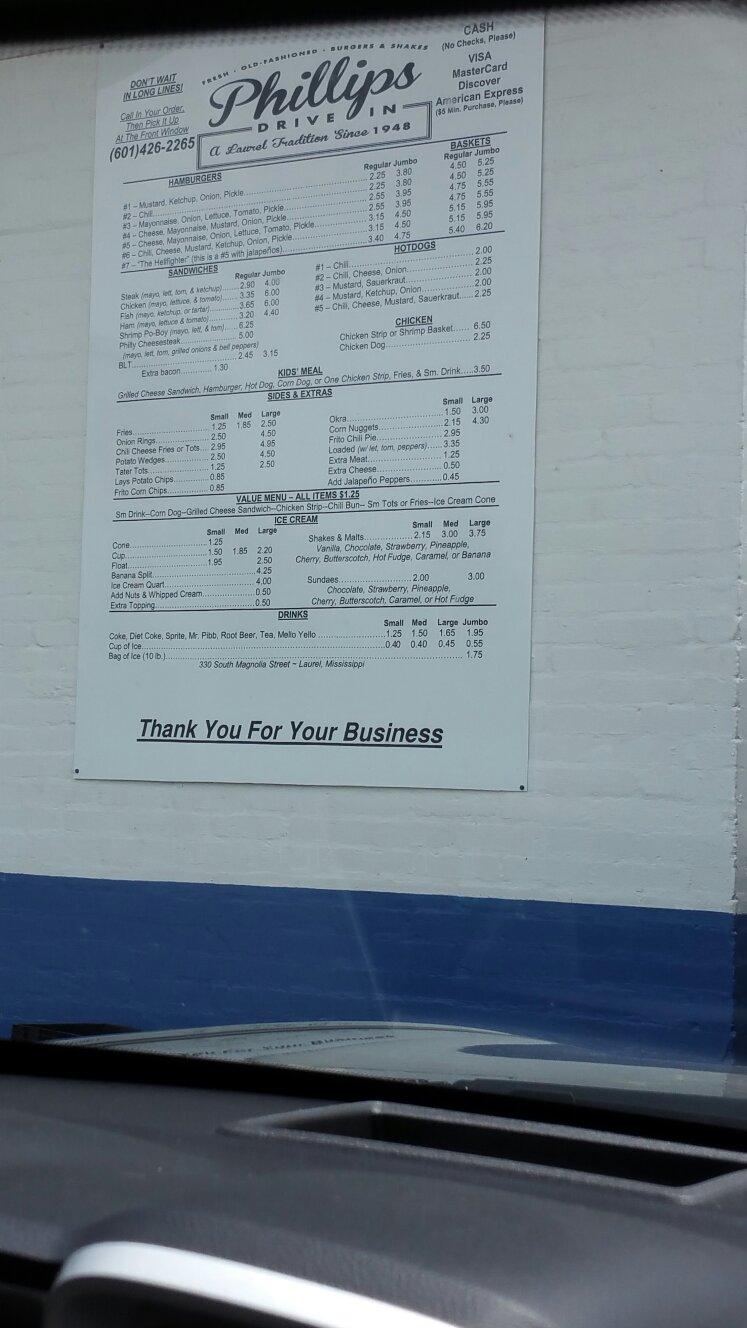 DON'T WAIT
IN LONG LINES!
Call In Your Order,
Then Pick It Up
At The Front Window
(601)426-2265
FRESH · OLD-FASHIONED · BURGERS & SHAKES
Phillips
DRIVE IN
A Laurel Tradition Since 1948
CASH
(No Checks, Please)
VISA
MasterCard
Discover
American Express
($5 Min. Purchase, Please)
HAMBURGERS
Regular Jumbo
BASKETS
Regular Jumbo
#1 – Mustard, Ketchup, Onion, Pickle 2.25 3.80 4.50 5.25
#2 – Chili 2.25 3.80 4.50 5.25
#3 – Mayonnaise, Onion, Lettuce, Tomato, Pickle 2.55 3.95 4.75 5.55
#4 – Cheese, Mayonnaise, Mustard, Onion, Pickle 2.55 3.95 4.75 5.55
#5 – Cheese, Mayonnaise, Onion, Lettuce, Tomato, Pickle 3.15 4.50 5.15 5.95
#6 – Chili, Cheese, Mustard, Ketchup, Onion, Pickle 3.15 4.50 5.15 5.95
#7 – "The Hellfighter" (this is a #5 with jalapeños) 3.40 4.75 5.40 6.20
SANDWICHES
Regular Jumbo
Steak (mayo, lett, tom, & ketchup) 2.90 4.00
Chicken (mayo, lettuce, & tomato) 3.35 6.00
Fish (mayo, ketchup, or tartar) 3.65 6.00
Ham (mayo, lettuce & tomato) 3.20 4.40
Shrimp Po-Boy (mayo, lett, & tom) 6.25
Philly Cheesesteak 5.00
(mayo, lett, tom, grilled onions & bell peppers)
BLT 2.45 3.15
Extra bacon 1.30
HOTDOGS
#1 – Chili 2.00
#2 – Chili, Cheese, Onion 2.25
#3 – Mustard, Sauerkraut 2.00
#4 – Mustard, Ketchup, Onion 2.00
#5 – Chili, Cheese, Mustard, Sauerkraut 2.25
CHICKEN
Chicken Strip or Shrimp Basket 6.50
Chicken Dog 2.25
KIDS' MEAL
Grilled Cheese Sandwich, Hamburger, Hot Dog, Corn Dog, or One Chicken Strip, Fries, & Sm. Drink 3.50
SIDES & EXTRAS
Small Med Large
Fries 1.25 1.85 2.50
Onion Rings 2.50 4.50
Chili Cheese Fries or Tots 2.95 4.95
Potato Wedges 2.50 4.50
Tater Tots 1.25 2.50
Lays Potato Chips 0.85
Frito Corn Chips 0.85
Small Large
Okra 1.50 3.00
Corn Nuggets 2.15 4.30
Frito Chili Pie 2.95
Loaded (w/ let, tom, peppers) 3.35
Extra Meat 1.25
Extra Cheese 0.50
Add Jalapeño Peppers 0.45
VALUE MENU – ALL ITEMS $1.25
Sm Drink--Corn Dog--Grilled Cheese Sandwich--Chicken Strip--Chili Bun-- Sm Tots or Fries--Ice Cream Cone
ICE CREAM
Small Med Large
Cone 1.25
Cup 1.50 1.85 2.20
Float 1.95 2.50
Banana Split 4.25
Ice Cream Quart 4.00
Add Nuts & Whipped Cream 0.50
Extra Topping 0.50
Small Med Large
Shakes & Malts 2.15 3.00 3.75
Vanilla, Chocolate, Strawberry, Pineapple,
Cherry, Butterscotch, Hot Fudge, Caramel, or Banana
Sundaes 2.00 3.00
Chocolate, Strawberry, Pineapple,
Cherry, Butterscotch, Caramel, or Hot Fudge
DRINKS
Small Med Large Jumbo
Coke, Diet Coke, Sprite, Mr. Pibb, Root Beer, Tea, Mello Yello 1.25 1.50 1.65 1.95
Cup of Ice 0.40 0.40 0.45 0.55
Bag of Ice (10 lb.) 1.75
330 South Magnolia Street ~ Laurel, Mississippi
Thank You For Your Business